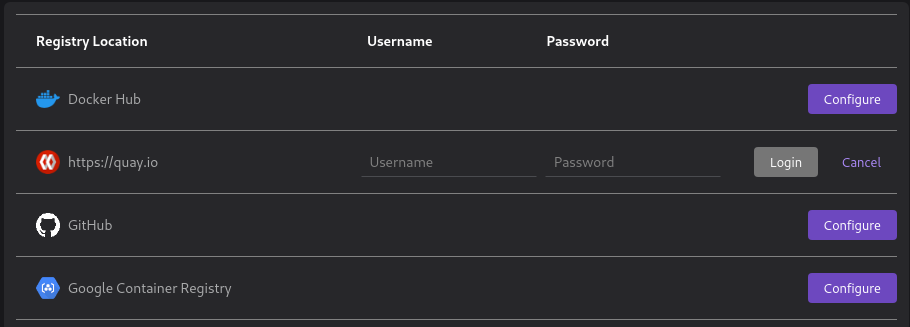 Registry Location Username Password
Docker Hub Configure
https://quay.io Username Password Login Cancel
GitHub Configure
Google Container Registry Configure